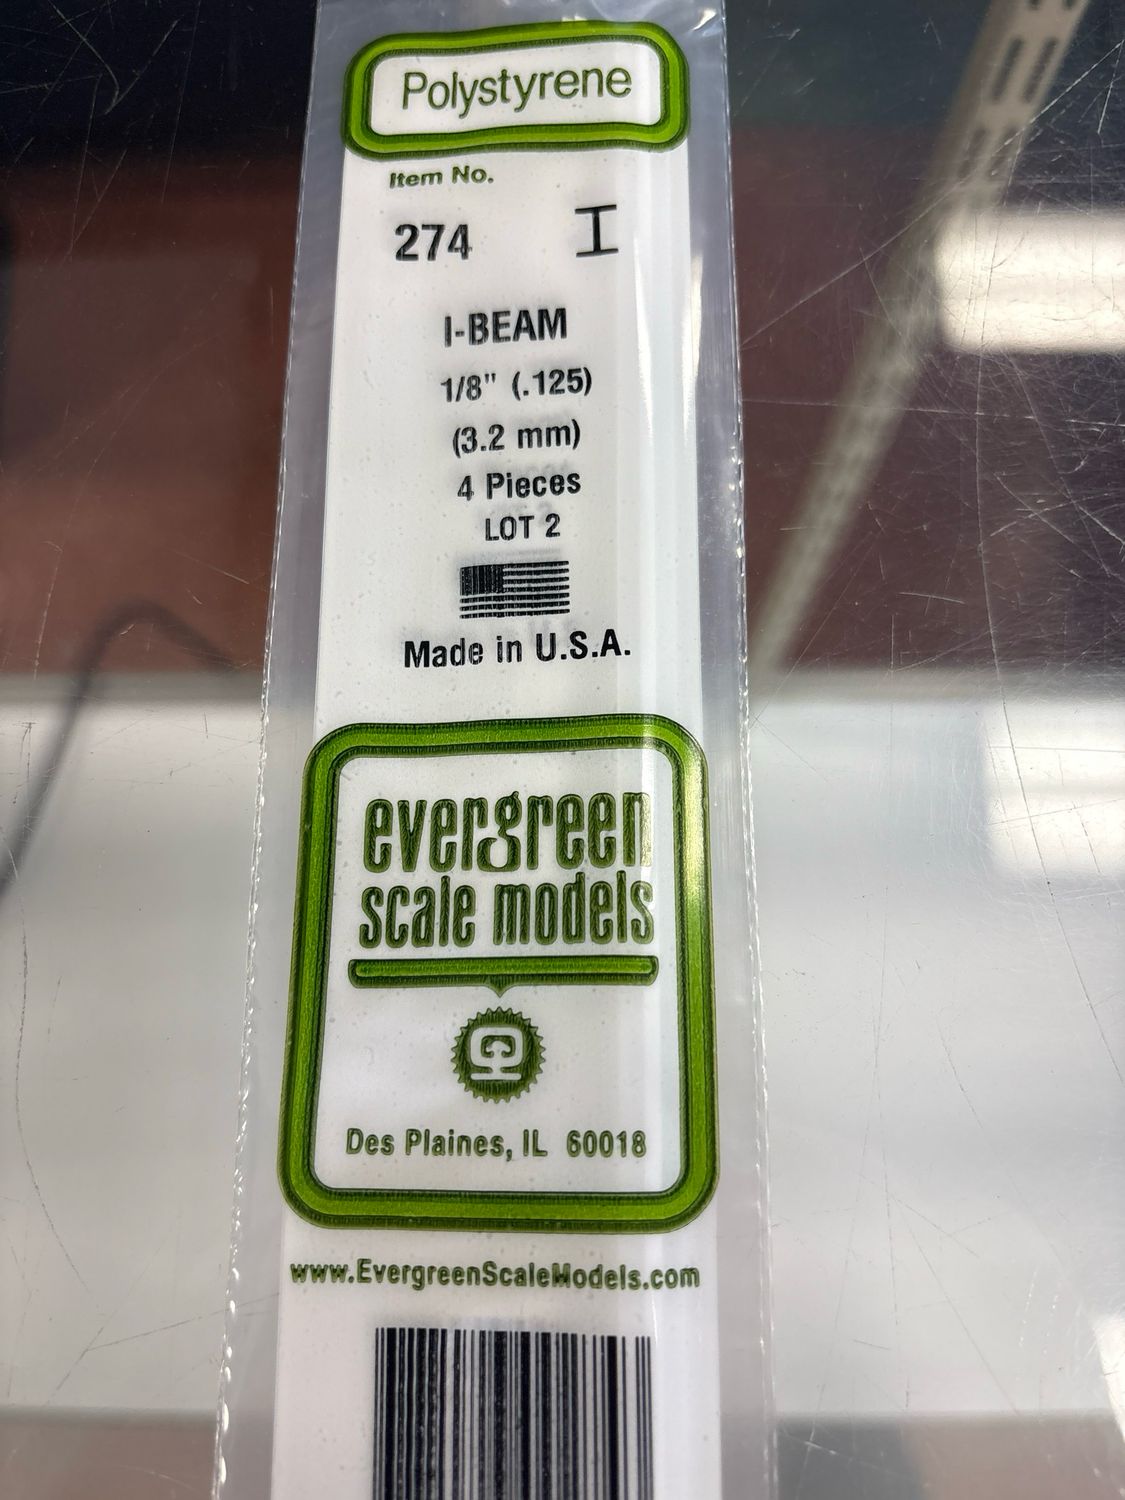 Polystyrene
Item No.
274
I-BEAM
1/8" (.125)
(3.2 mm)
4 Pieces
LOT 2
Made in U.S.A.
evergreen
scale models
Des Plaines, IL 60018
www.EvergreenScaleModels.com